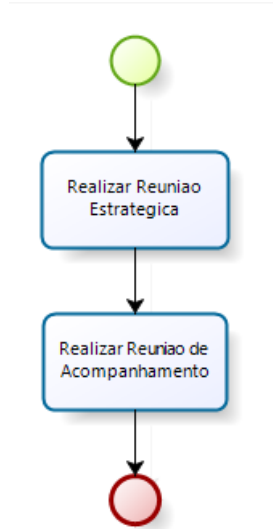 Realizar Reuniao
Estrategica
Realizar Reuniao de
Acompanhamento